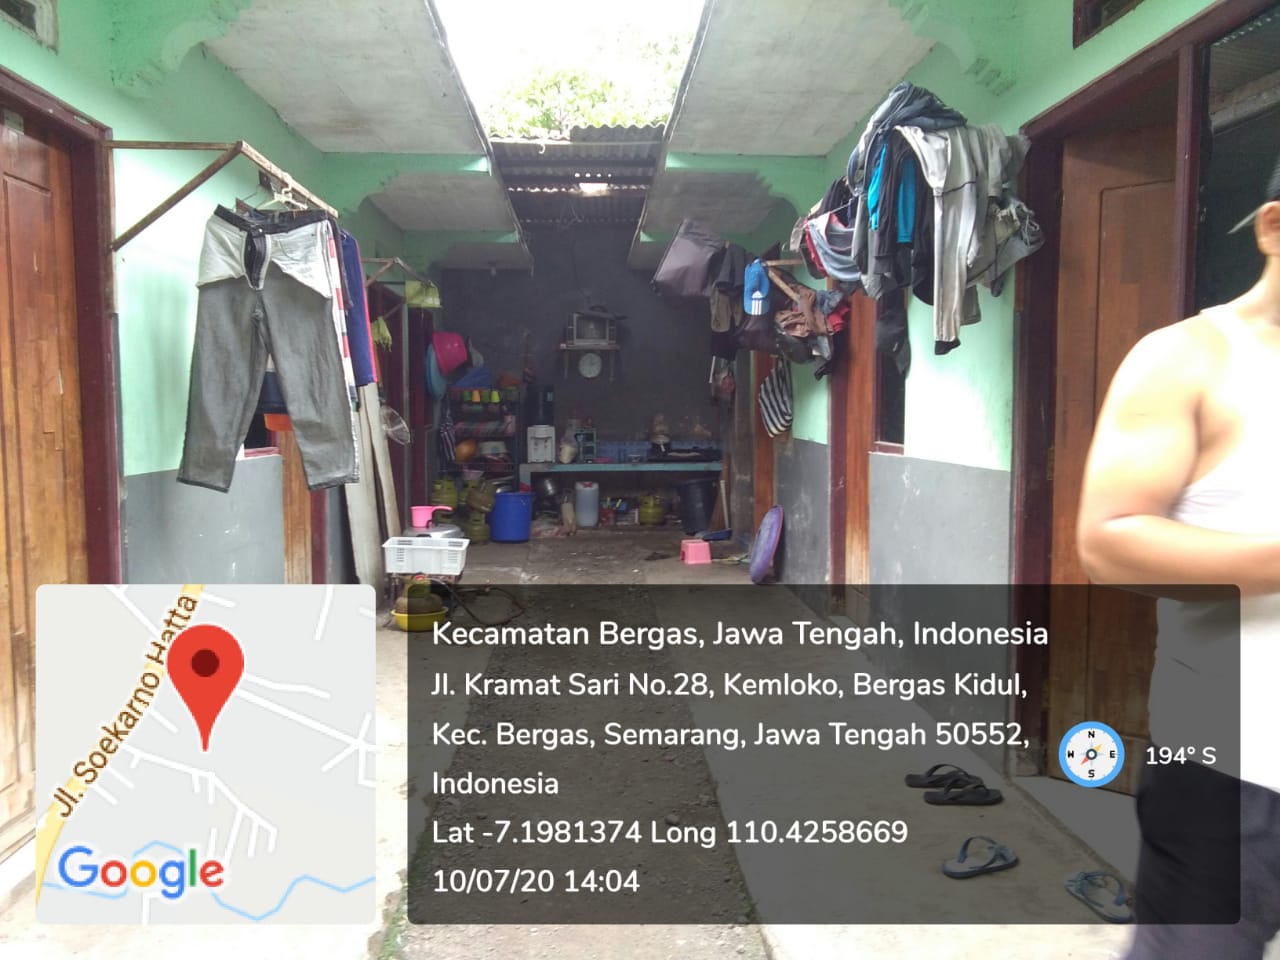 Kecamatan Bergas, Jawa Tengah, Indonesia
Jl. Kramat Sari No.28, Kemloko, Bergas Kidul,
Kec. Bergas, Semarang, Jawa Tengah 50552,
Indonesia
Lat -7.1981374 Long 110.4258669
10/07/20 14:04
N
W E
S
194° S
Jl. Soekarno Hatta
Google